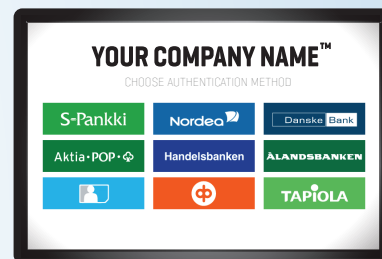 YOUR COMPANY NAME™
CHOOSE AUTHENTICATION METHOD
S-Pankki Nordea Danske Bank
Aktia·POP· Handelsbanken ÅLANDSBANKEN
TAPIOLA